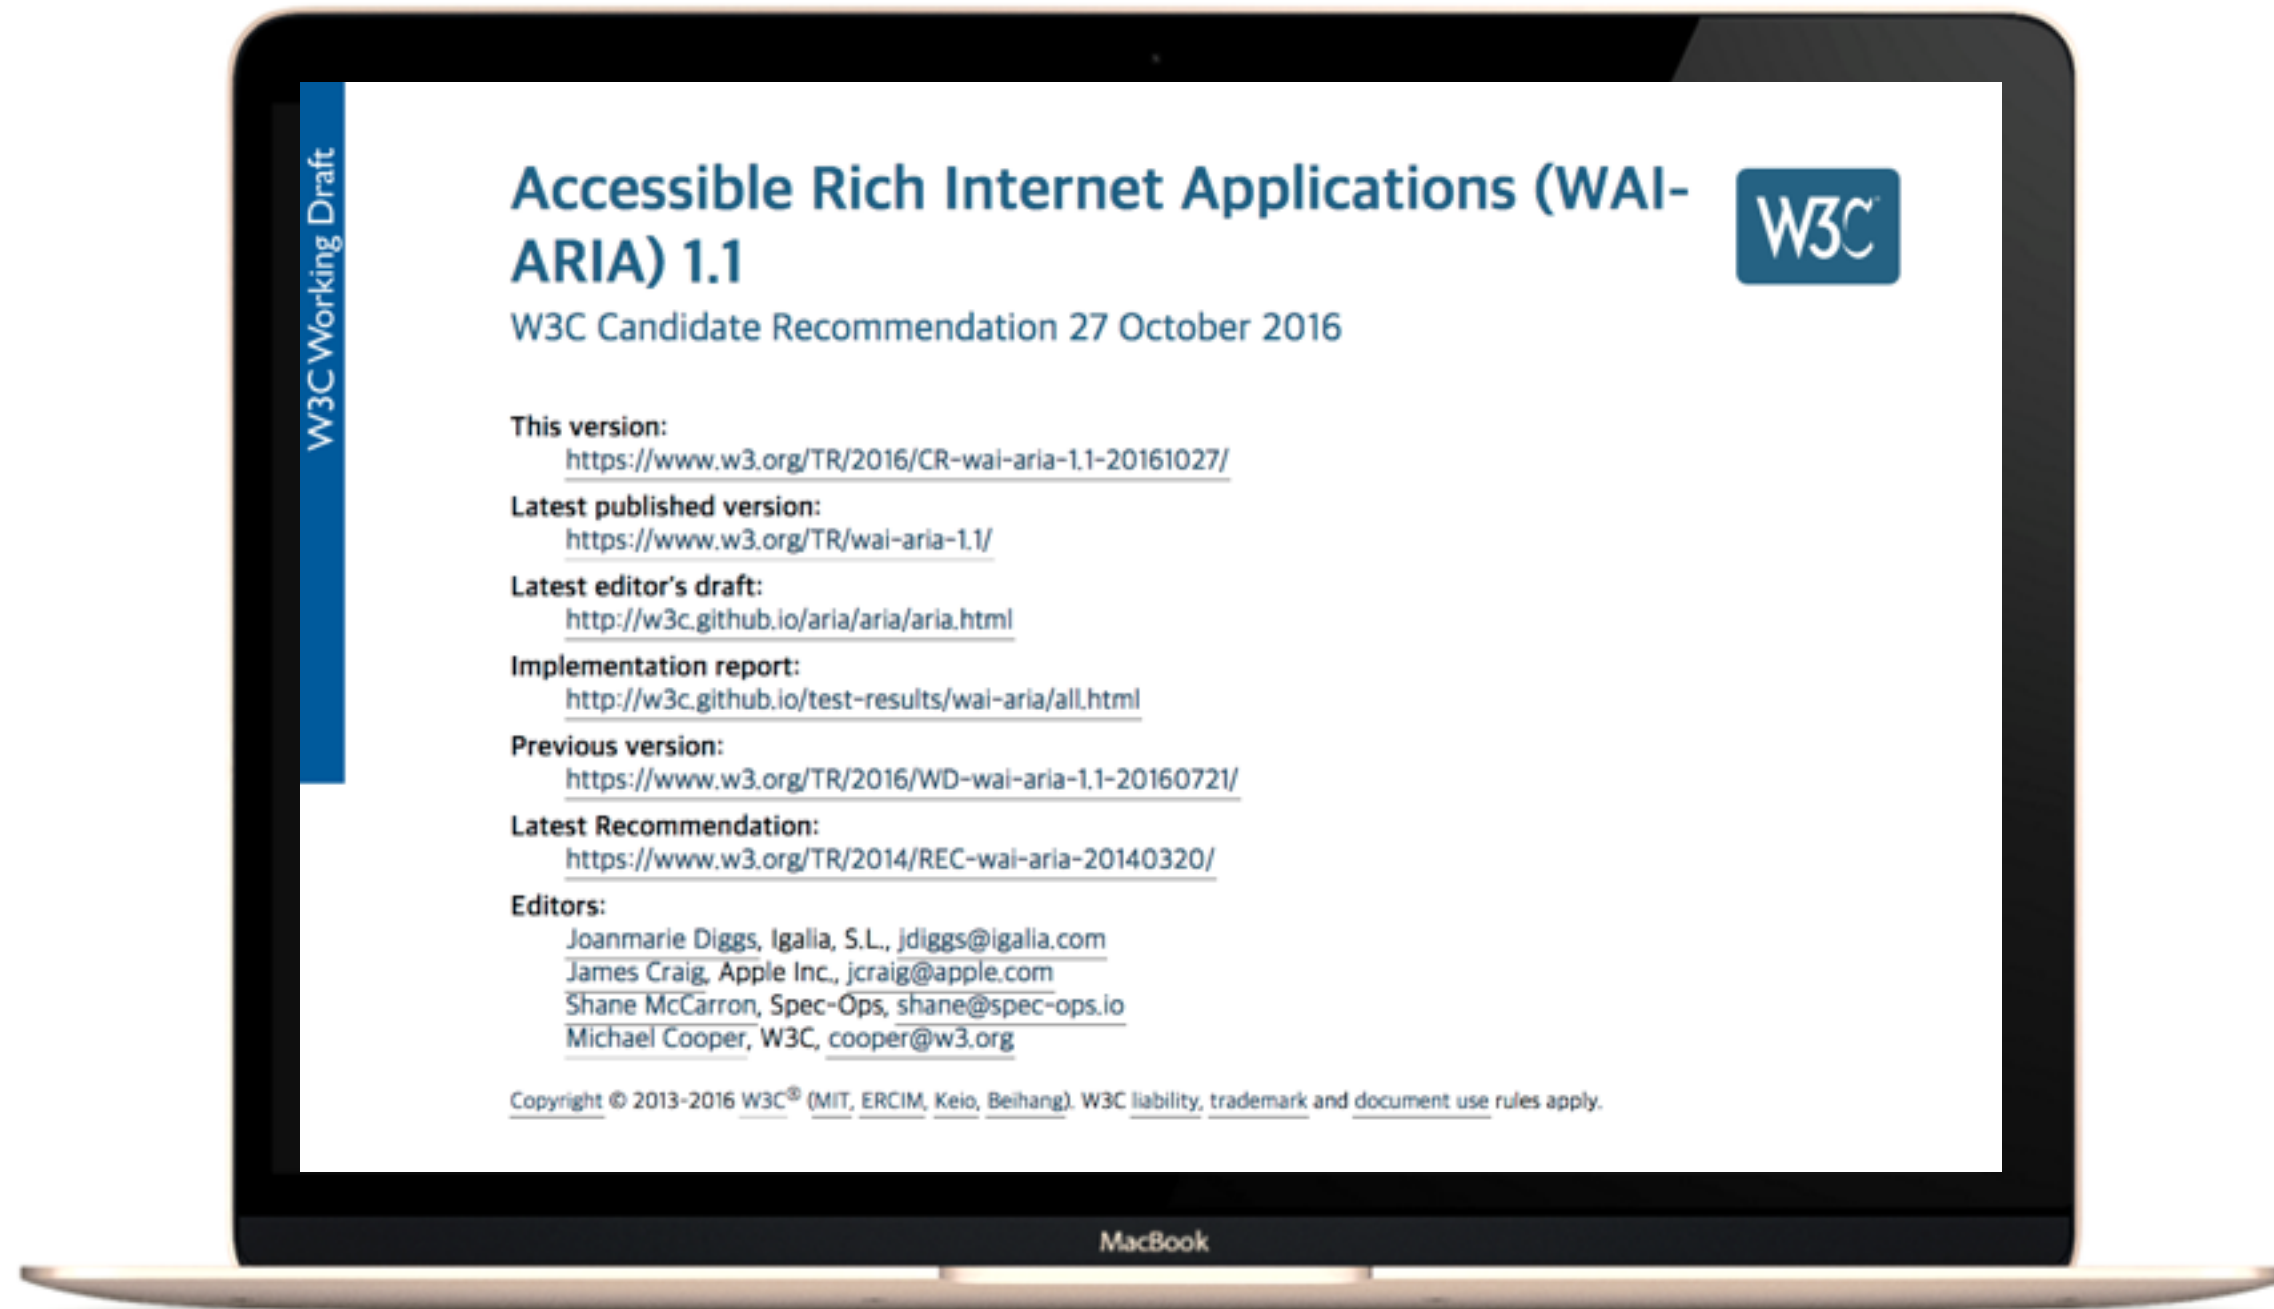 W3C Working Draft
Accessible Rich Internet Applications (WAI-
ARIA) 1.1
W3C
W3C Candidate Recommendation 27 October 2016
This version:
https://www.w3.org/TR/2016/CR-wai-aria-1.1-20161027/
Latest published version:
https://www.w3.org/TR/wai-aria-1.1/
Latest editor's draft:
http://w3c.github.io/aria/aria/aria.html
Implementation report:
http://w3c.github.io/test-results/wai-aria/all.html
Previous version:
https://www.w3.org/TR/2016/WD-wai-aria-1.1-20160721/
Latest Recommendation:
https://www.w3.org/TR/2014/REC-wai-aria-20140320/
Editors:
Joanmarie Diggs, Igalia, S.L., jdiggs@igalia.com
James Craig, Apple Inc., jcraig@apple.com
Shane McCarron, Spec-Ops, shane@spec-ops.io
Michael Cooper, W3C, cooper@w3.org
Copyright © 2013-2016 W3C® (MIT, ERCIM, Keio, Beihang). W3C liability, trademark and document use rules apply.
MacBook